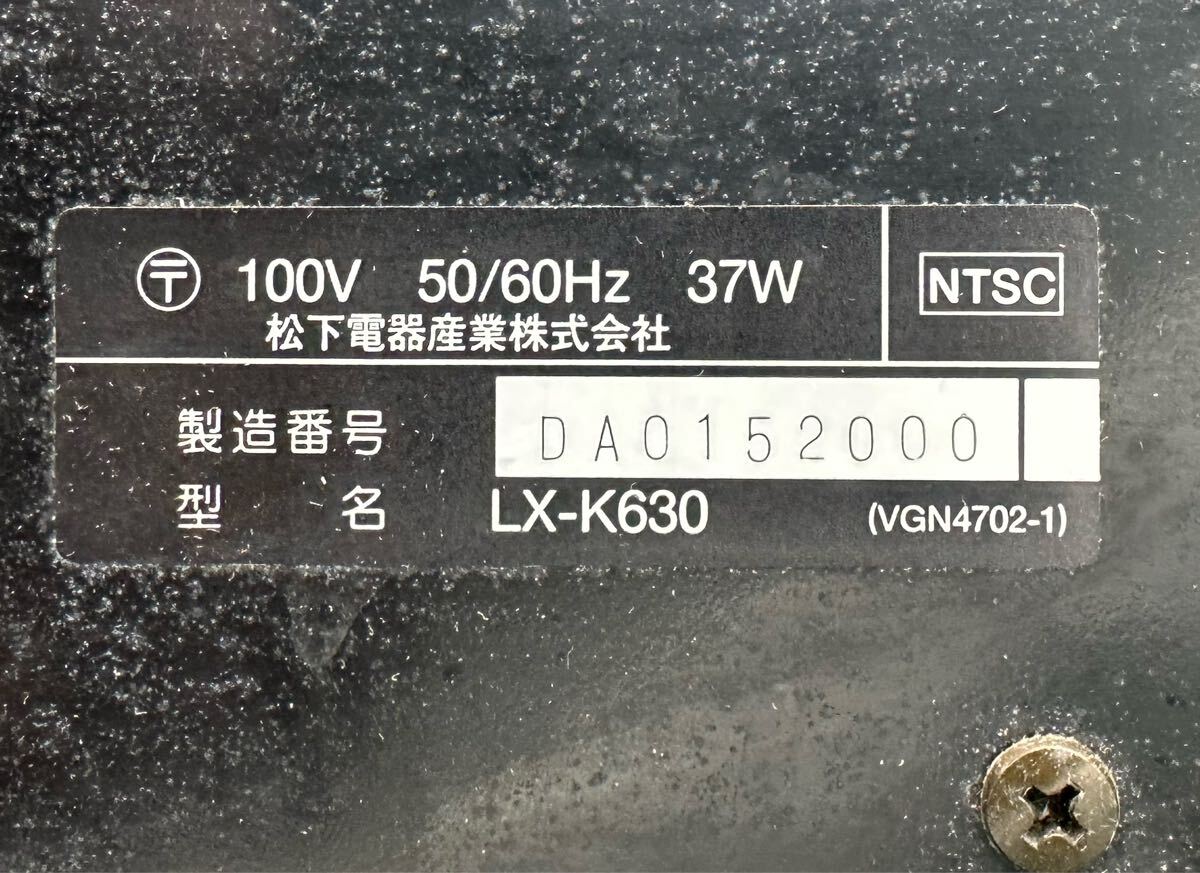 〒 100V 50/60Hz 37W
松下電器産業株式会社
NTSC
製造番号 DA0152000
型 名 LX-K630 (VGN4702-1)